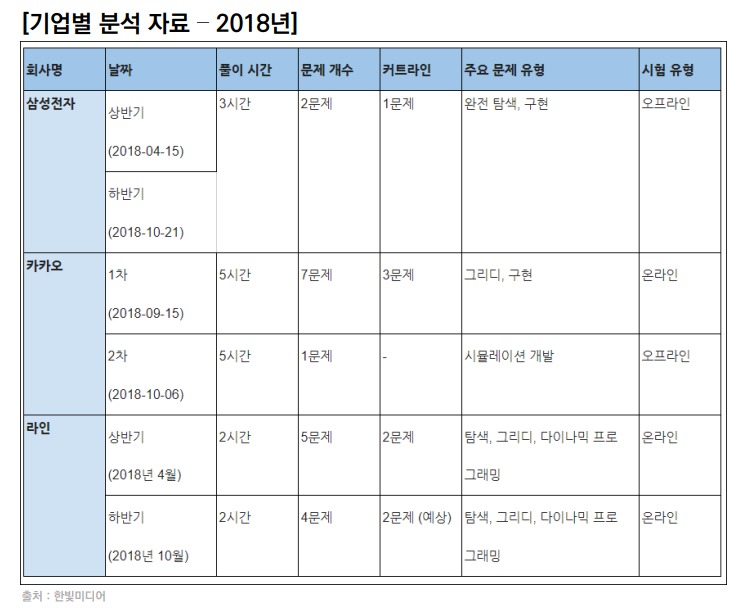 [기업별 분석 자료 – 2018년]
회사명 날짜 풀이 시간 문제 개수 커트라인 주요 문제 유형 시험 유형
삼성전자 상반기 3시간 2문제 1문제 완전 탐색, 구현 오프라인
(2018-04-15)
하반기
(2018-10-21)
카카오 1차 5시간 7문제 3문제 그리디, 구현 온라인
(2018-09-15)
2차 5시간 1문제 - 시뮬레이션 개발 오프라인
(2018-10-06)
라인 상반기 2시간 5문제 2문제 탐색, 그리디, 다이나믹 프로 온라인
(2018년 4월) 그래밍
하반기 2시간 4문제 2문제 (예상) 탐색, 그리디, 다이나믹 프로 온라인
(2018년 10월) 그래밍
출처 : 한빛미디어